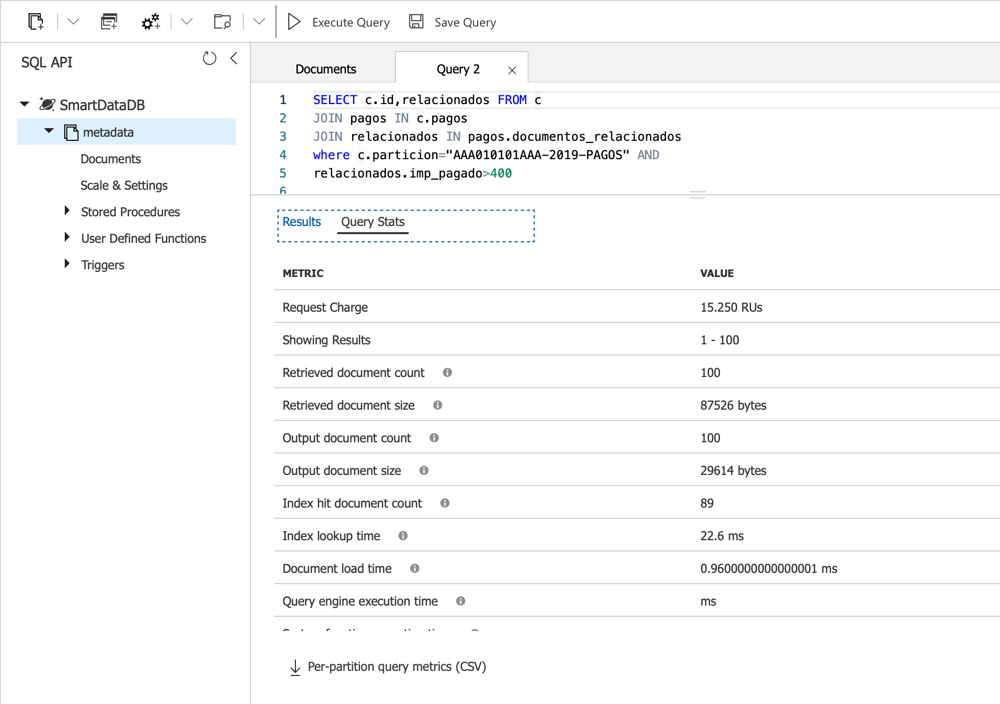 Execute Query
Save Query
SQL API
SmartDataDB
metadata
Documents
Scale & Settings
Stored Procedures
User Defined Functions
Triggers
Documents
Query 2
1 SELECT c.id,relacionados FROM c
2 JOIN pagos IN c.pagos
3 JOIN relacionados IN pagos.documentos_relacionados
4 where c.particion="AAA010101AAA-2019-PAGOS" AND
5 relacionados.imp_pagado>400
6
Results Query Stats
METRIC VALUE
Request Charge 15.250 RUs
Showing Results 1 - 100
Retrieved document count 100
Retrieved document size 87526 bytes
Output document count 100
Output document size 29614 bytes
Index hit document count 89
Index lookup time 22.6 ms
Document load time 0.9600000000000001 ms
Query engine execution time ms
Per-partition query metrics (CSV)